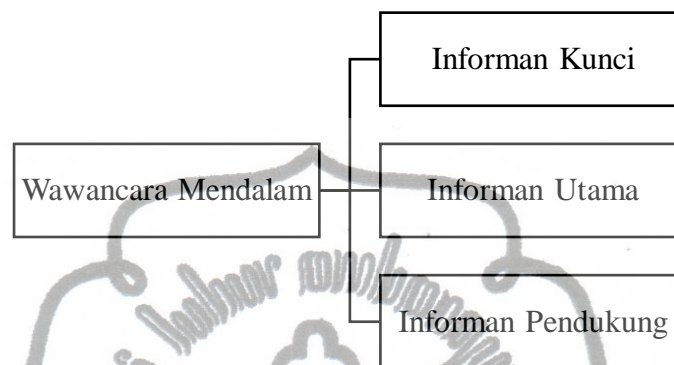 Informan Kunci
Wawancara Mendalam
Informan Utama
Informan Pendukung